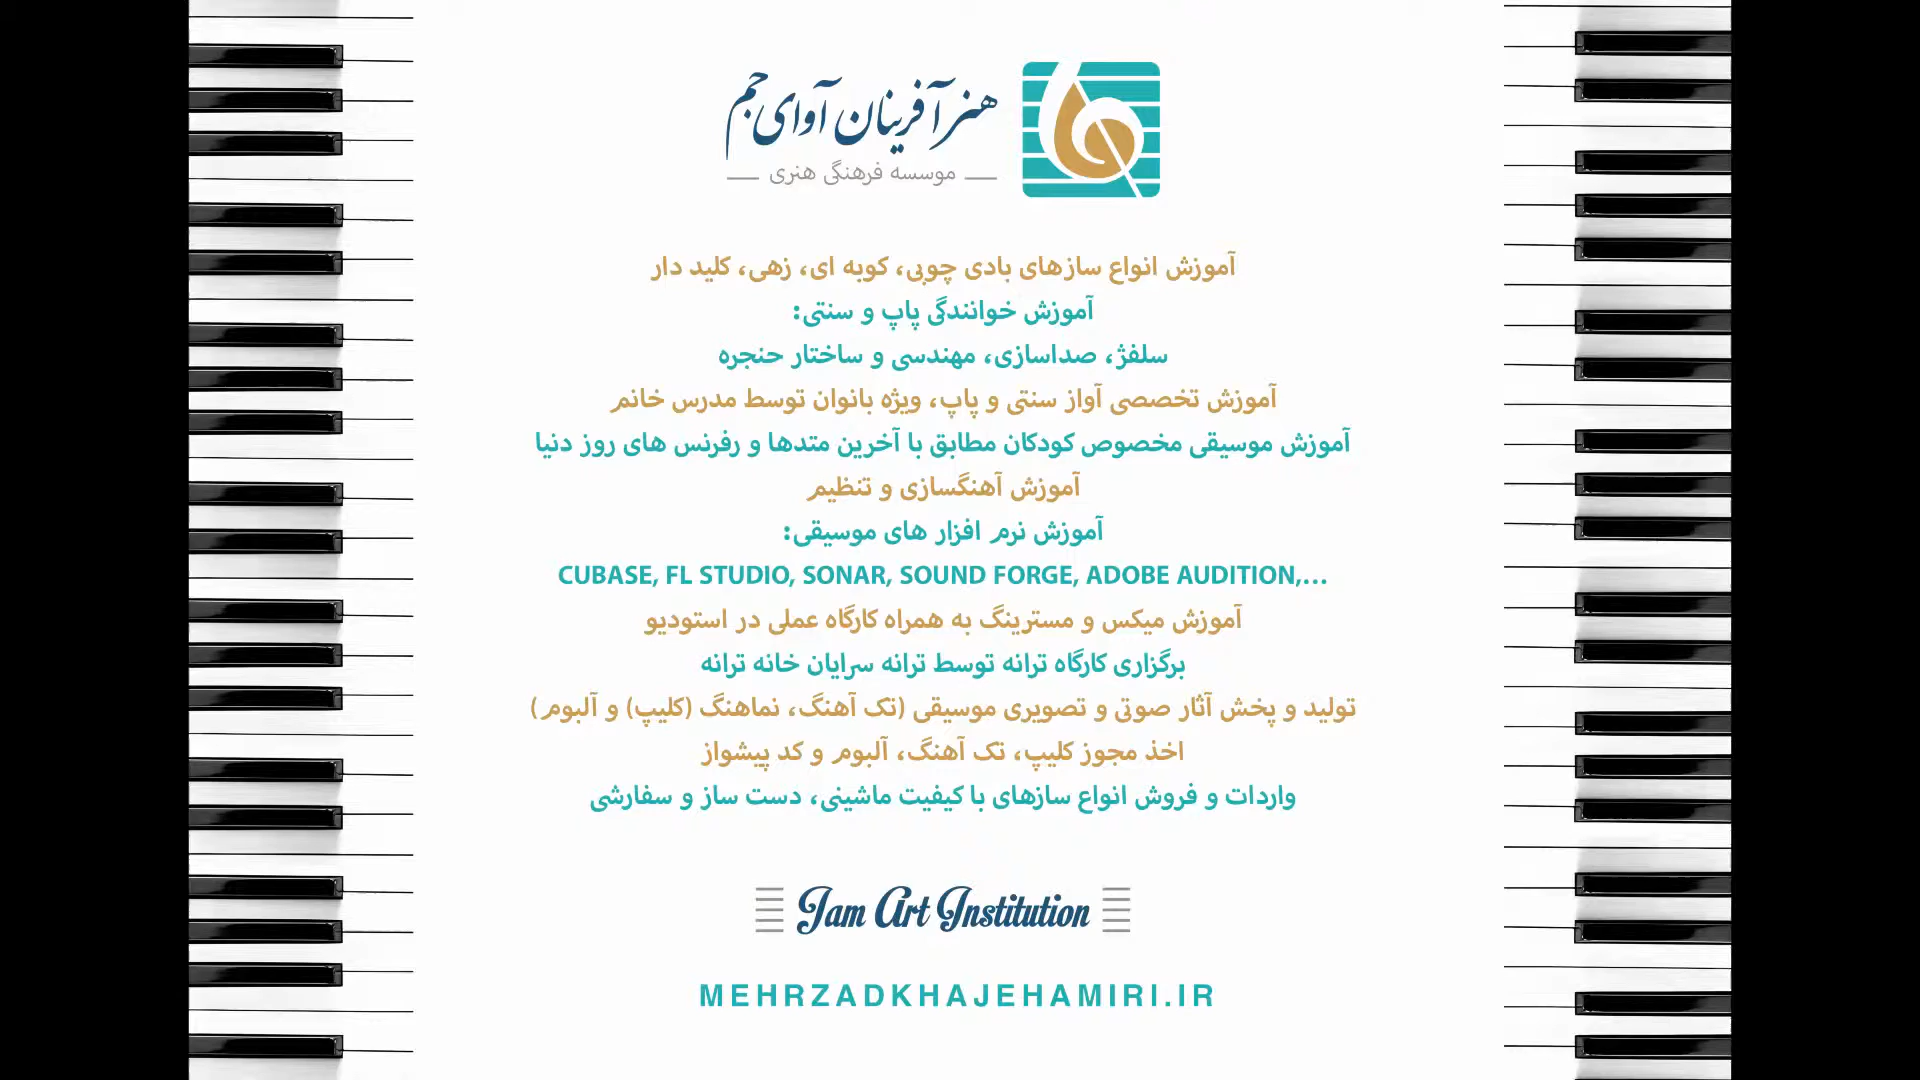 هنرآفرینان آوای جم
موسسه فرهنگی هنری
آموزش انواع سازهای بادی چوبی، کوبه ای، زهی، کلید دار
آموزش خوانندگی پاپ و سنتی:
سلفژ، صداسازی، مهندسی و ساختار حنجره
آموزش تخصصی آواز سنتی و پاپ، ویژه بانوان توسط مدرس خانم
آموزش موسیقی مخصوص کودکان مطابق با آخرین متدها و رفرنس های روز دنیا
آموزش آهنگسازی و تنظیم
آموزش نرم افزار های موسیقی:
CUBASE, FL STUDIO, SONAR, SOUND FORGE, ADOBE AUDITION,...
آموزش میکس و مسترینگ به همراه کارگاه عملی در استودیو
برگزاری کارگاه ترانه توسط ترانه سرایان خانه ترانه
تولید و پخش آثار صوتی و تصویری موسیقی (تک آهنگ، نماهنگ (کلیپ) و آلبوم)
اخذ مجوز کلیپ، تک آهنگ، آلبوم و کد پیشواز
واردات و فروش انواع سازهای با کیفیت ماشینی، دست ساز و سفارشی
Jam Art Institution
MEHRZADKHAJEHAMIRI.IR